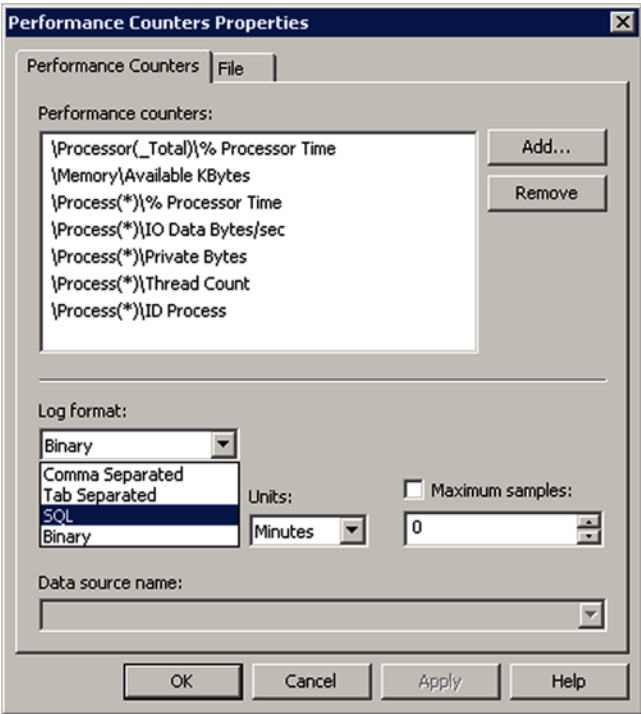 Performance Counters Properties
Performance Counters
File
Performance counters:
\Processor(_Total)\% Processor Time
\Memory\Available KBytes
\Process(*)\% Processor Time
\Process(*)\IO Data Bytes/sec
\Process(*)\Private Bytes
\Process(*)\Thread Count
\Process(*)\ID Process
Add...
Remove
Log format:
Binary
Comma Separated
Tab Separated
SQL
Binary
Units:
Minutes
Maximum samples:
0
Data source name:
OK
Cancel
Apply
Help